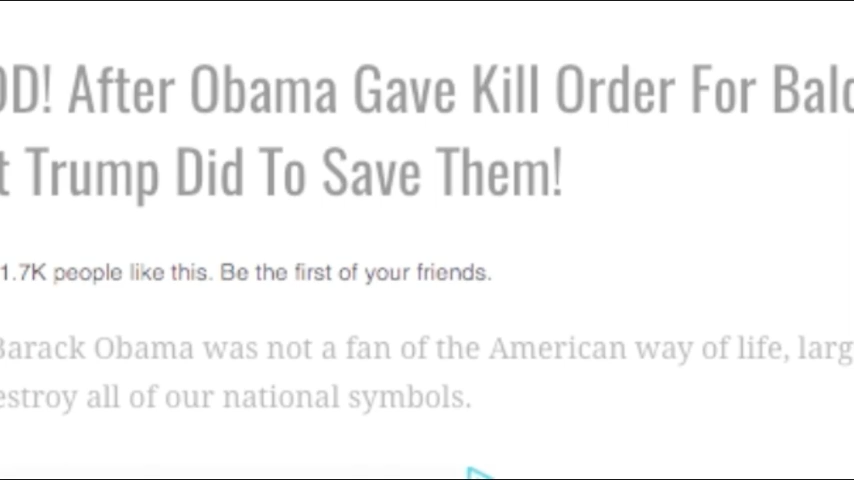 OD! After Obama Gave Kill Order For Bald
t Trump Did To Save Them!
1.7K people like this. Be the first of your friends.
Barack Obama was not a fan of the American way of life, larg
estroy all of our national symbols.